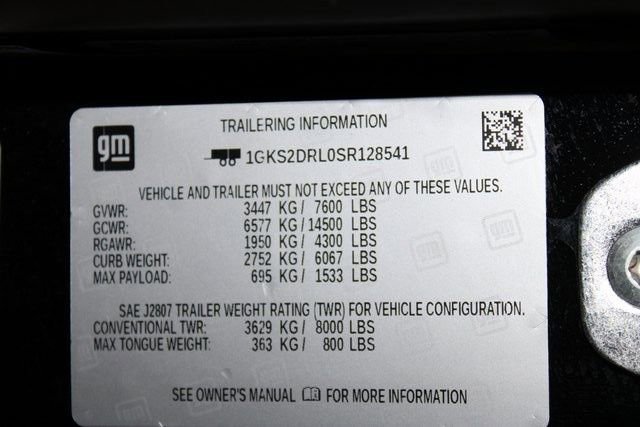 gm
TRAILERING INFORMATION
1GKS2DRL0SR128541
VEHICLE AND TRAILER MUST NOT EXCEED ANY OF THESE VALUES.
GVWR: 3447 KG / 7600 LBS
GCWR: 6577 KG / 14500 LBS
RGAWR: 1950 KG / 4300 LBS
CURB WEIGHT: 2752 KG / 6067 LBS
MAX PAYLOAD: 695 KG / 1533 LBS
SAE J2807 TRAILER WEIGHT RATING (TWR) FOR VEHICLE CONFIGURATION.
CONVENTIONAL TWR: 3629 KG / 8000 LBS
MAX TONGUE WEIGHT: 363 KG / 800 LBS
SEE OWNER'S MANUAL FOR MORE INFORMATION